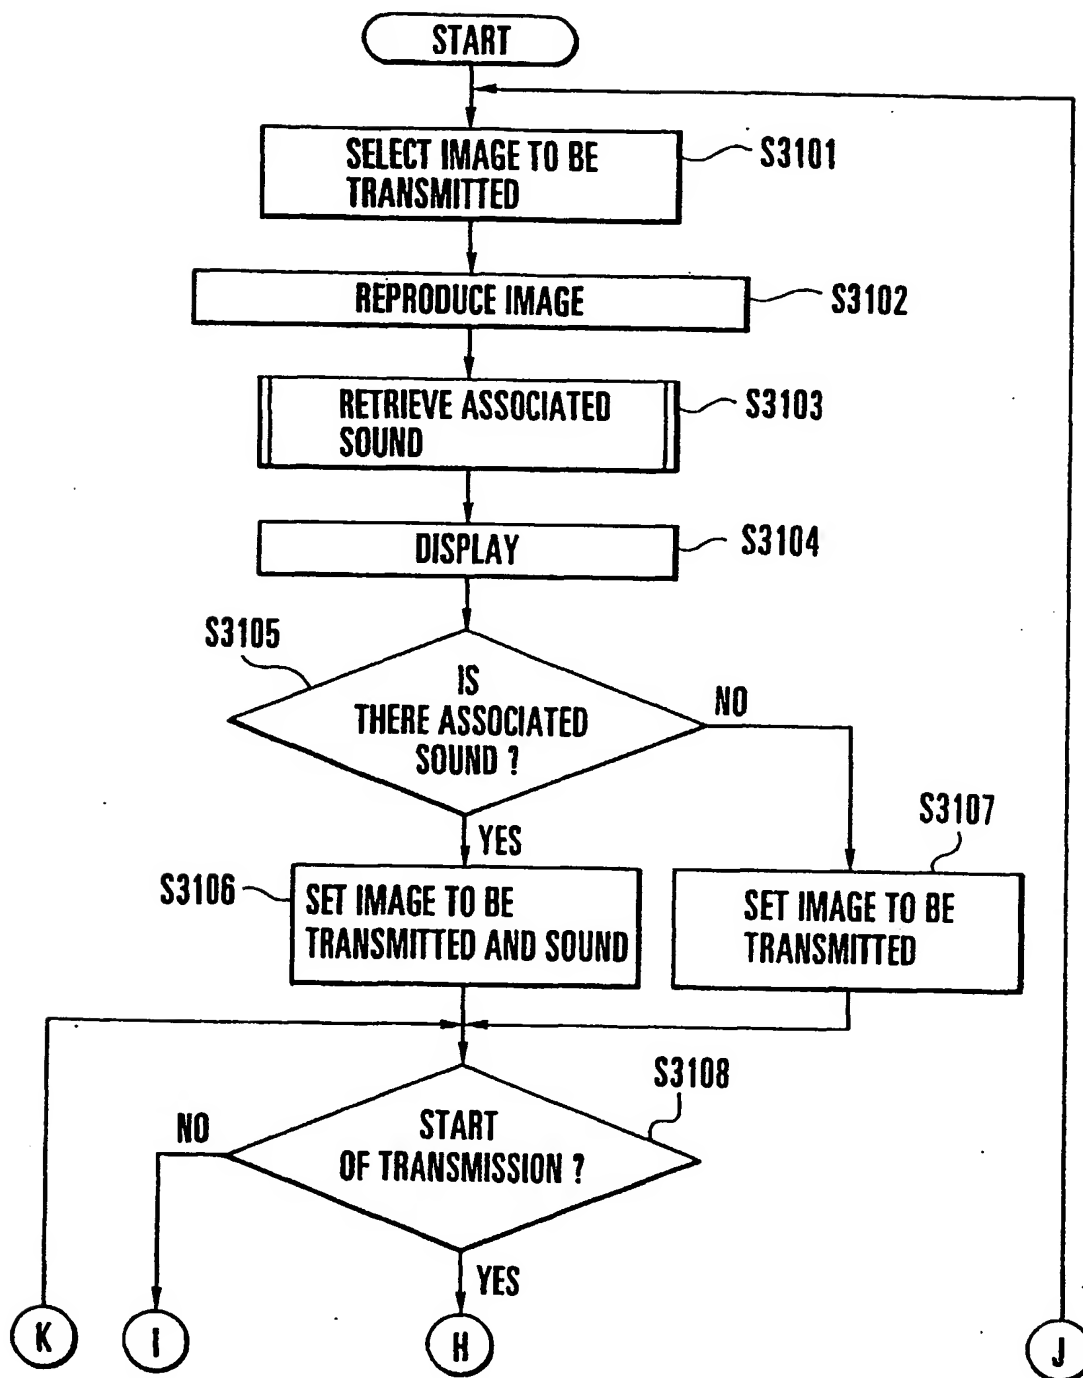 START
SELECT IMAGE TO BE
TRANSMITTED
S3101
REPRODUCE IMAGE
S3102
RETRIEVE ASSOCIATED
SOUND
S3103
DISPLAY
S3104
S3105
IS
THERE ASSOCIATED
SOUND ?
NO
YES
S3106
SET IMAGE TO BE
TRANSMITTED AND SOUND
S3107
SET IMAGE TO BE
TRANSMITTED
S3108
START
OF TRANSMISSION ?
NO
YES
K
I
H
J